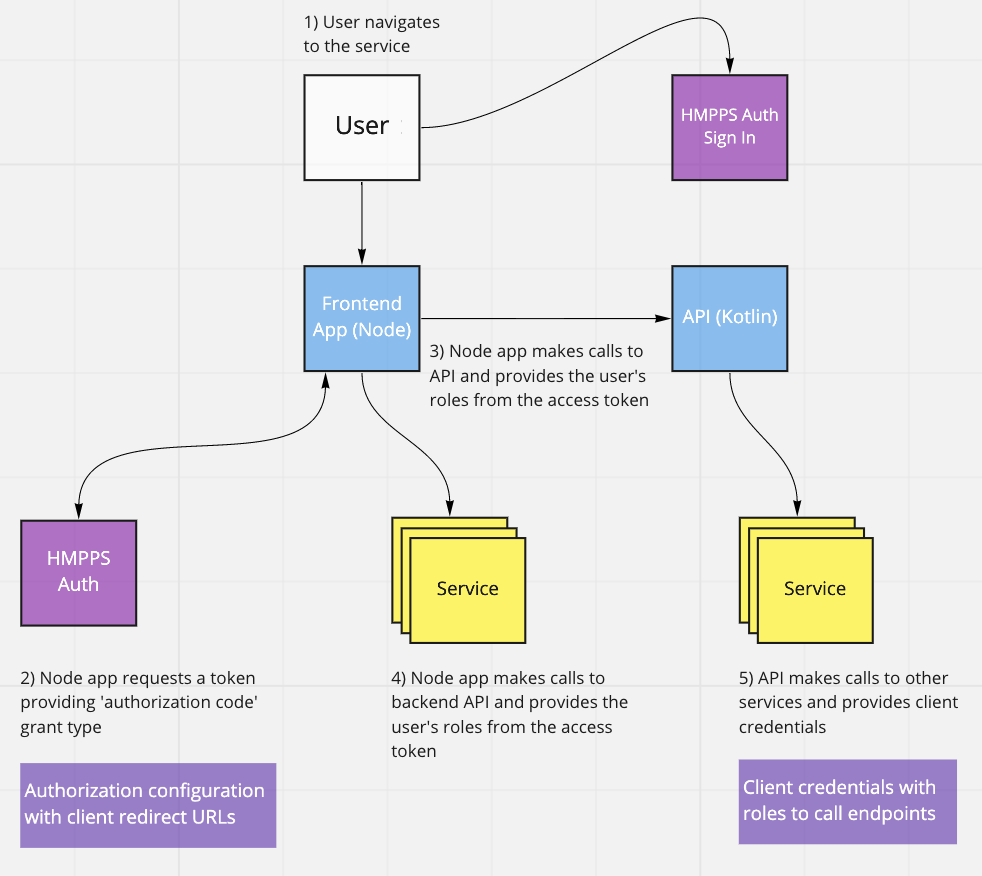 1) User navigates
to the service
User
HMPPS Auth
Sign In
Frontend
App (Node)
API (Kotlin)
3) Node app makes calls to
API and provides the user's
roles from the access token
HMPPS
Auth
Service
Service
2) Node app requests a token
providing 'authorization code'
grant type
4) Node app makes calls to
backend API and provides the
user's roles from the access
token
5) API makes calls to other
services and provides client
credentials
Authorization configuration
with client redirect URLs
Client credentials with
roles to call endpoints